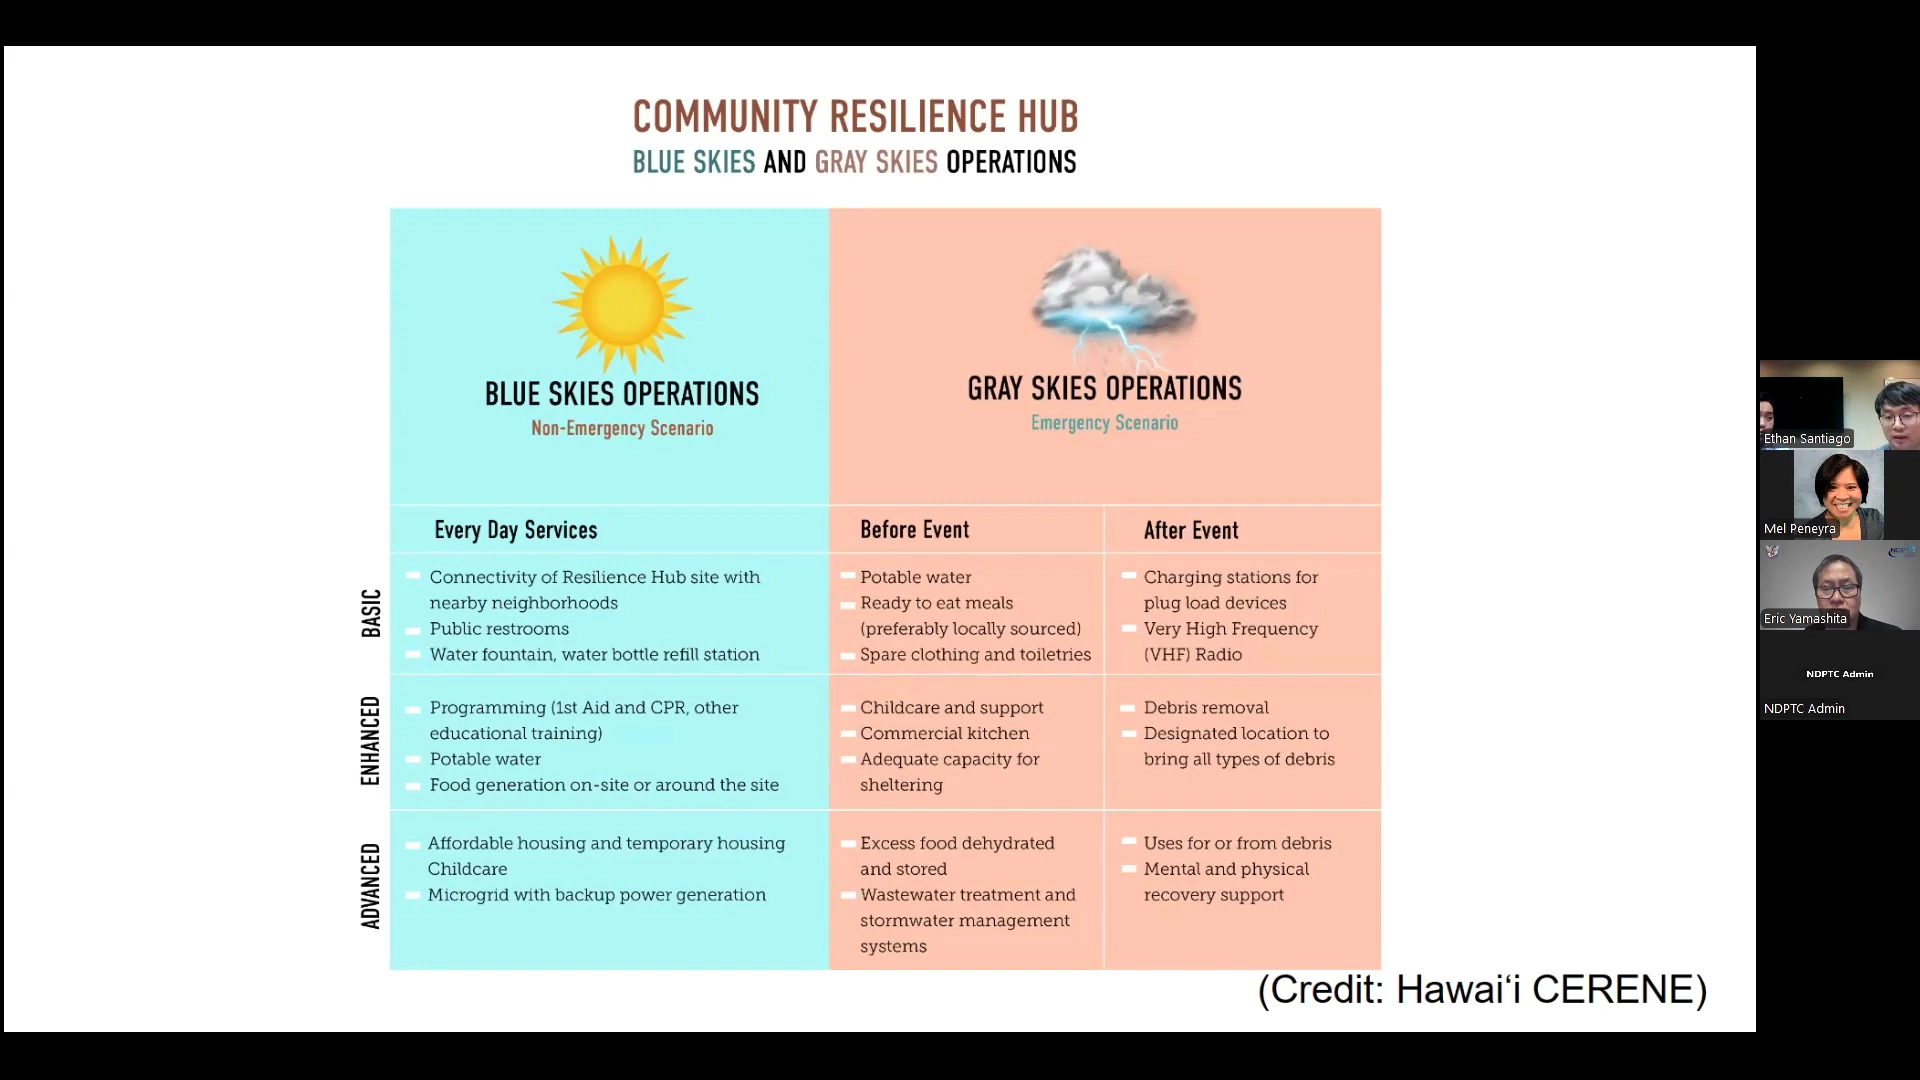 COMMUNITY RESILIENCE HUB
BLUE SKIES AND GRAY SKIES OPERATIONS
BLUE SKIES OPERATIONS
Non-Emergency Scenario
GRAY SKIES OPERATIONS
Emergency Scenario
Every Day Services
Before Event
After Event
BASIC
Connectivity of Resilience Hub site with
nearby neighborhoods
Public restrooms
Water fountain, water bottle refill station
Potable water
Ready to eat meals
(preferably locally sourced)
Spare clothing and toiletries
Charging stations for
plug load devices
Very High Frequency
(VHF) Radio
ENHANCED
Programming (1st Aid and CPR, other
educational training)
Potable water
Food generation on-site or around the site
Childcare and support
Commercial kitchen
Adequate capacity for
sheltering
Debris removal
Designated location to
bring all types of debris
ADVANCED
Affordable housing and temporary housing
Childcare
Microgrid with backup power generation
Excess food dehydrated
and stored
Wastewater treatment and
stormwater management
systems
Uses for or from debris
Mental and physical
recovery support
(Credit: Hawaiʻi CERENE)
Ethan Santiago
Mel Peneyra
Eric Yamashita
NDPTC Admin
NDPTC Admin